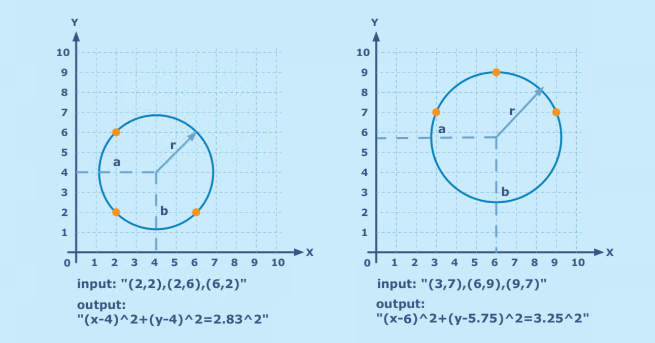 Y
10
9
8
7
6
5
4
3
2
1
0
1 2 3 4 5 6 7 8 9 10
X
a
r
b
input: "(2,2),(2,6),(6,2)"
output:
"(x-4)^2+(y-4)^2=2.83^2"
Y
10
9
8
7
6
5
4
3
2
1
0
1 2 3 4 5 6 7 8 9 10
X
a
r
b
input: "(3,7),(6,9),(9,7)"
output:
"(x-6)^2+(y-5.75)^2=3.25^2"